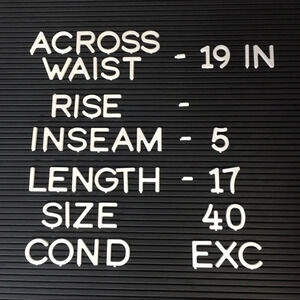 ACROSS
WAIST - 19 IN
RISE -
INSEAM - 5
LENGTH - 17
SIZE 40
COND EXC